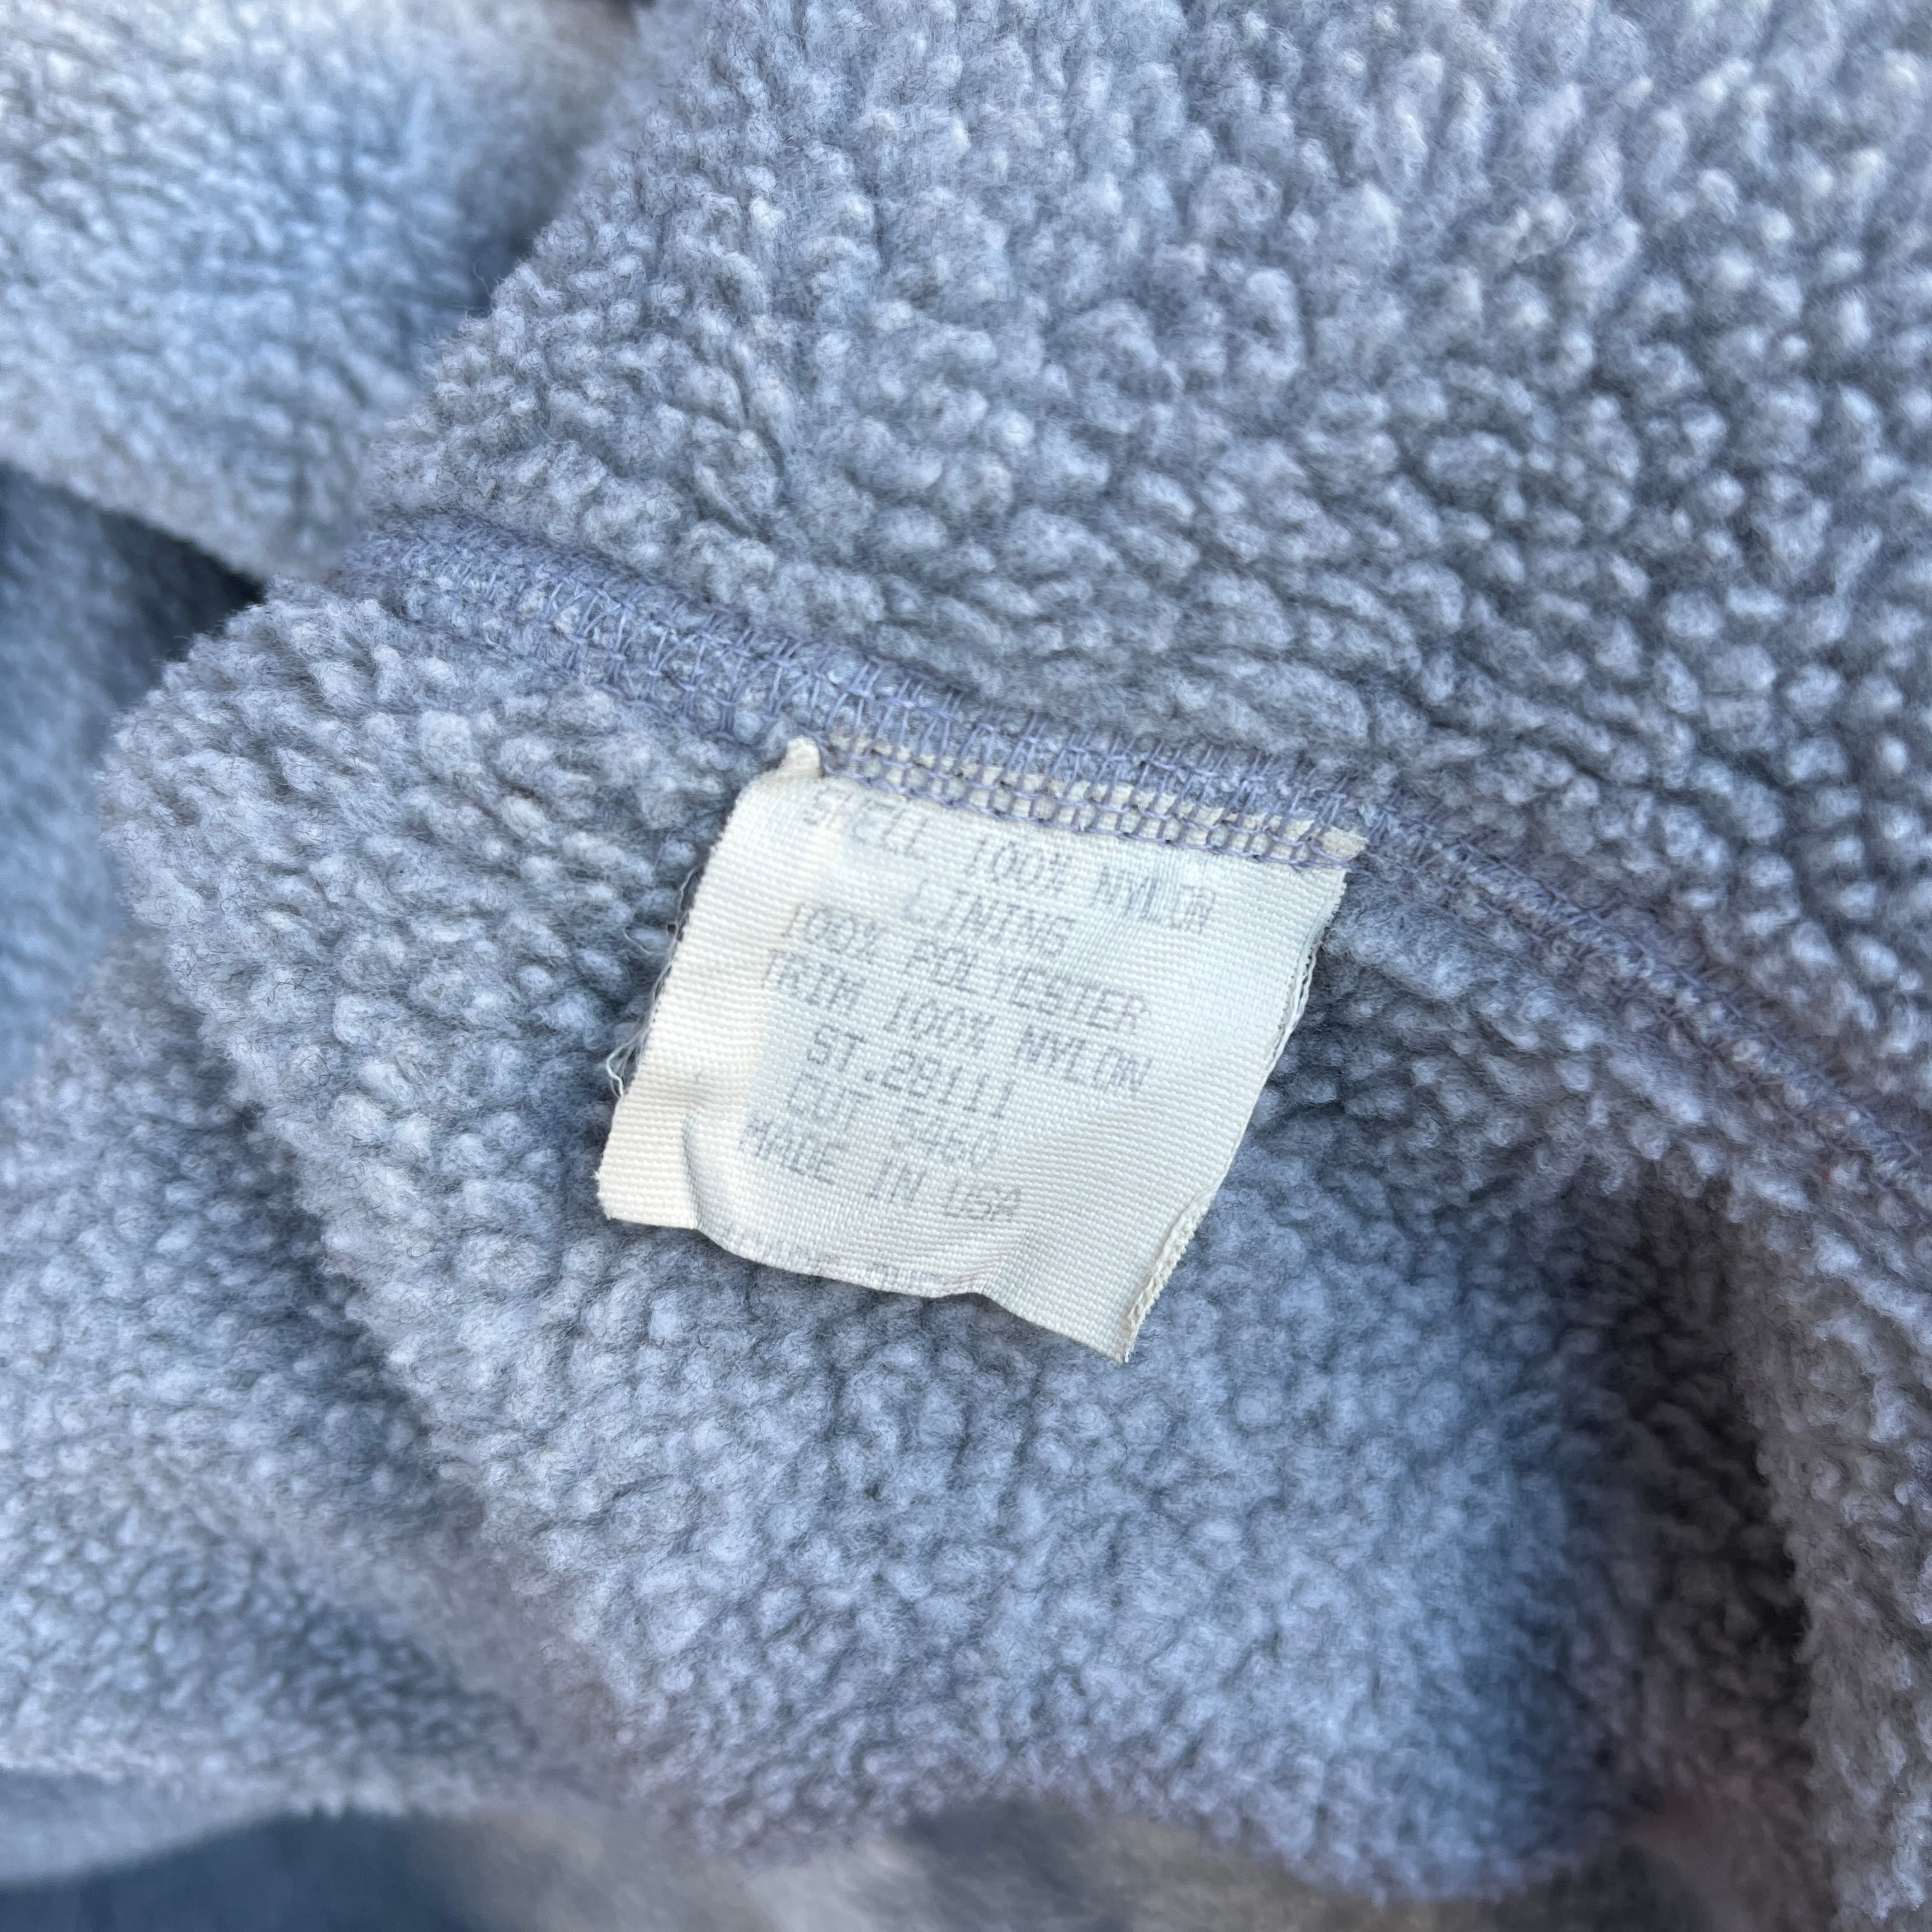 SHELL 100% NYLON
LINING
100% POLYESTER
TRIM 100% NYLON
ST.28111
CUT 5460
MADE IN USA